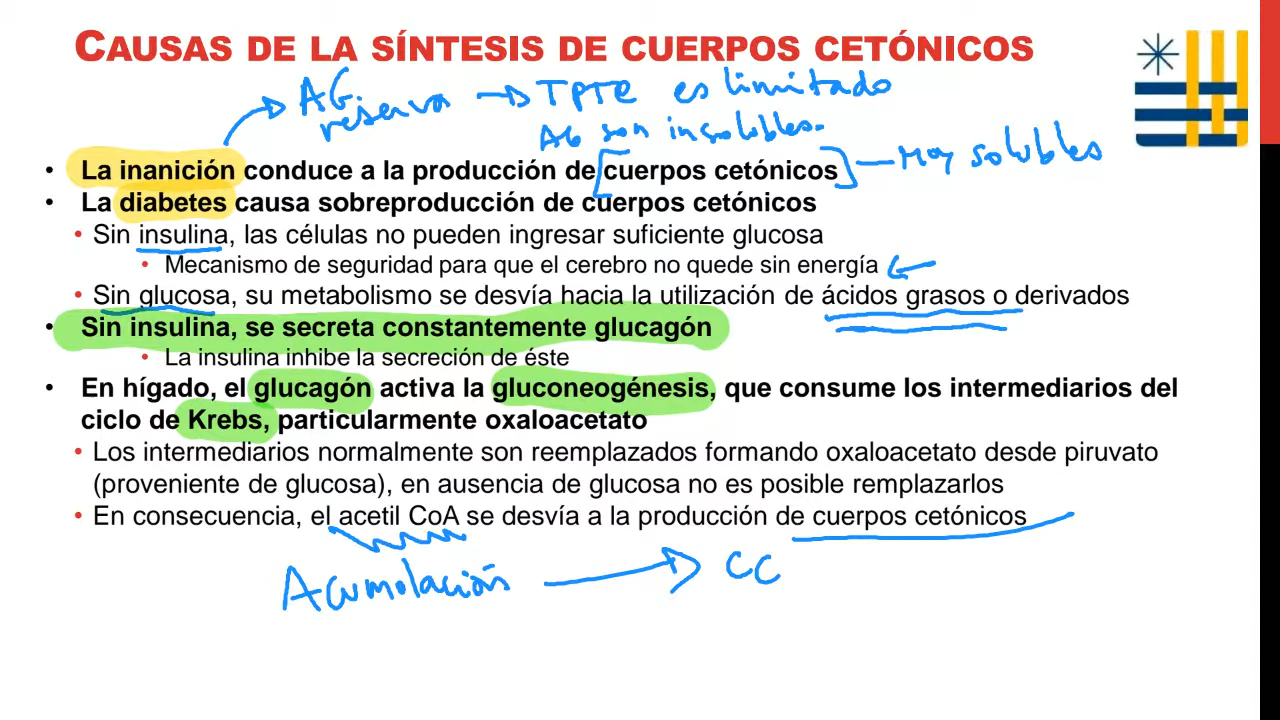 CAUSAS DE LA SÍNTESIS DE CUERPOS CETÓNICOS
AG reserva → TPTE es limitado
AG son insolubles.
• La inanición conduce a la producción de [cuerpos cetónicos] — Muy solubles
• La diabetes causa sobreproducción de cuerpos cetónicos
• Sin insulina, las células no pueden ingresar suficiente glucosa
• Mecanismo de seguridad para que el cerebro no quede sin energía
• Sin glucosa, su metabolismo se desvía hacia la utilización de ácidos grasos o derivados
• Sin insulina, se secreta constantemente glucagón
• La insulina inhibe la secreción de éste
• En hígado, el glucagón activa la gluconeogénesis, que consume los intermediarios del
ciclo de Krebs, particularmente oxaloacetato
• Los intermediarios normalmente son reemplazados formando oxaloacetato desde piruvato
(proveniente de glucosa), en ausencia de glucosa no es posible remplazarlos
• En consecuencia, el acetil CoA se desvía a la producción de cuerpos cetónicos
Acumulación → CC